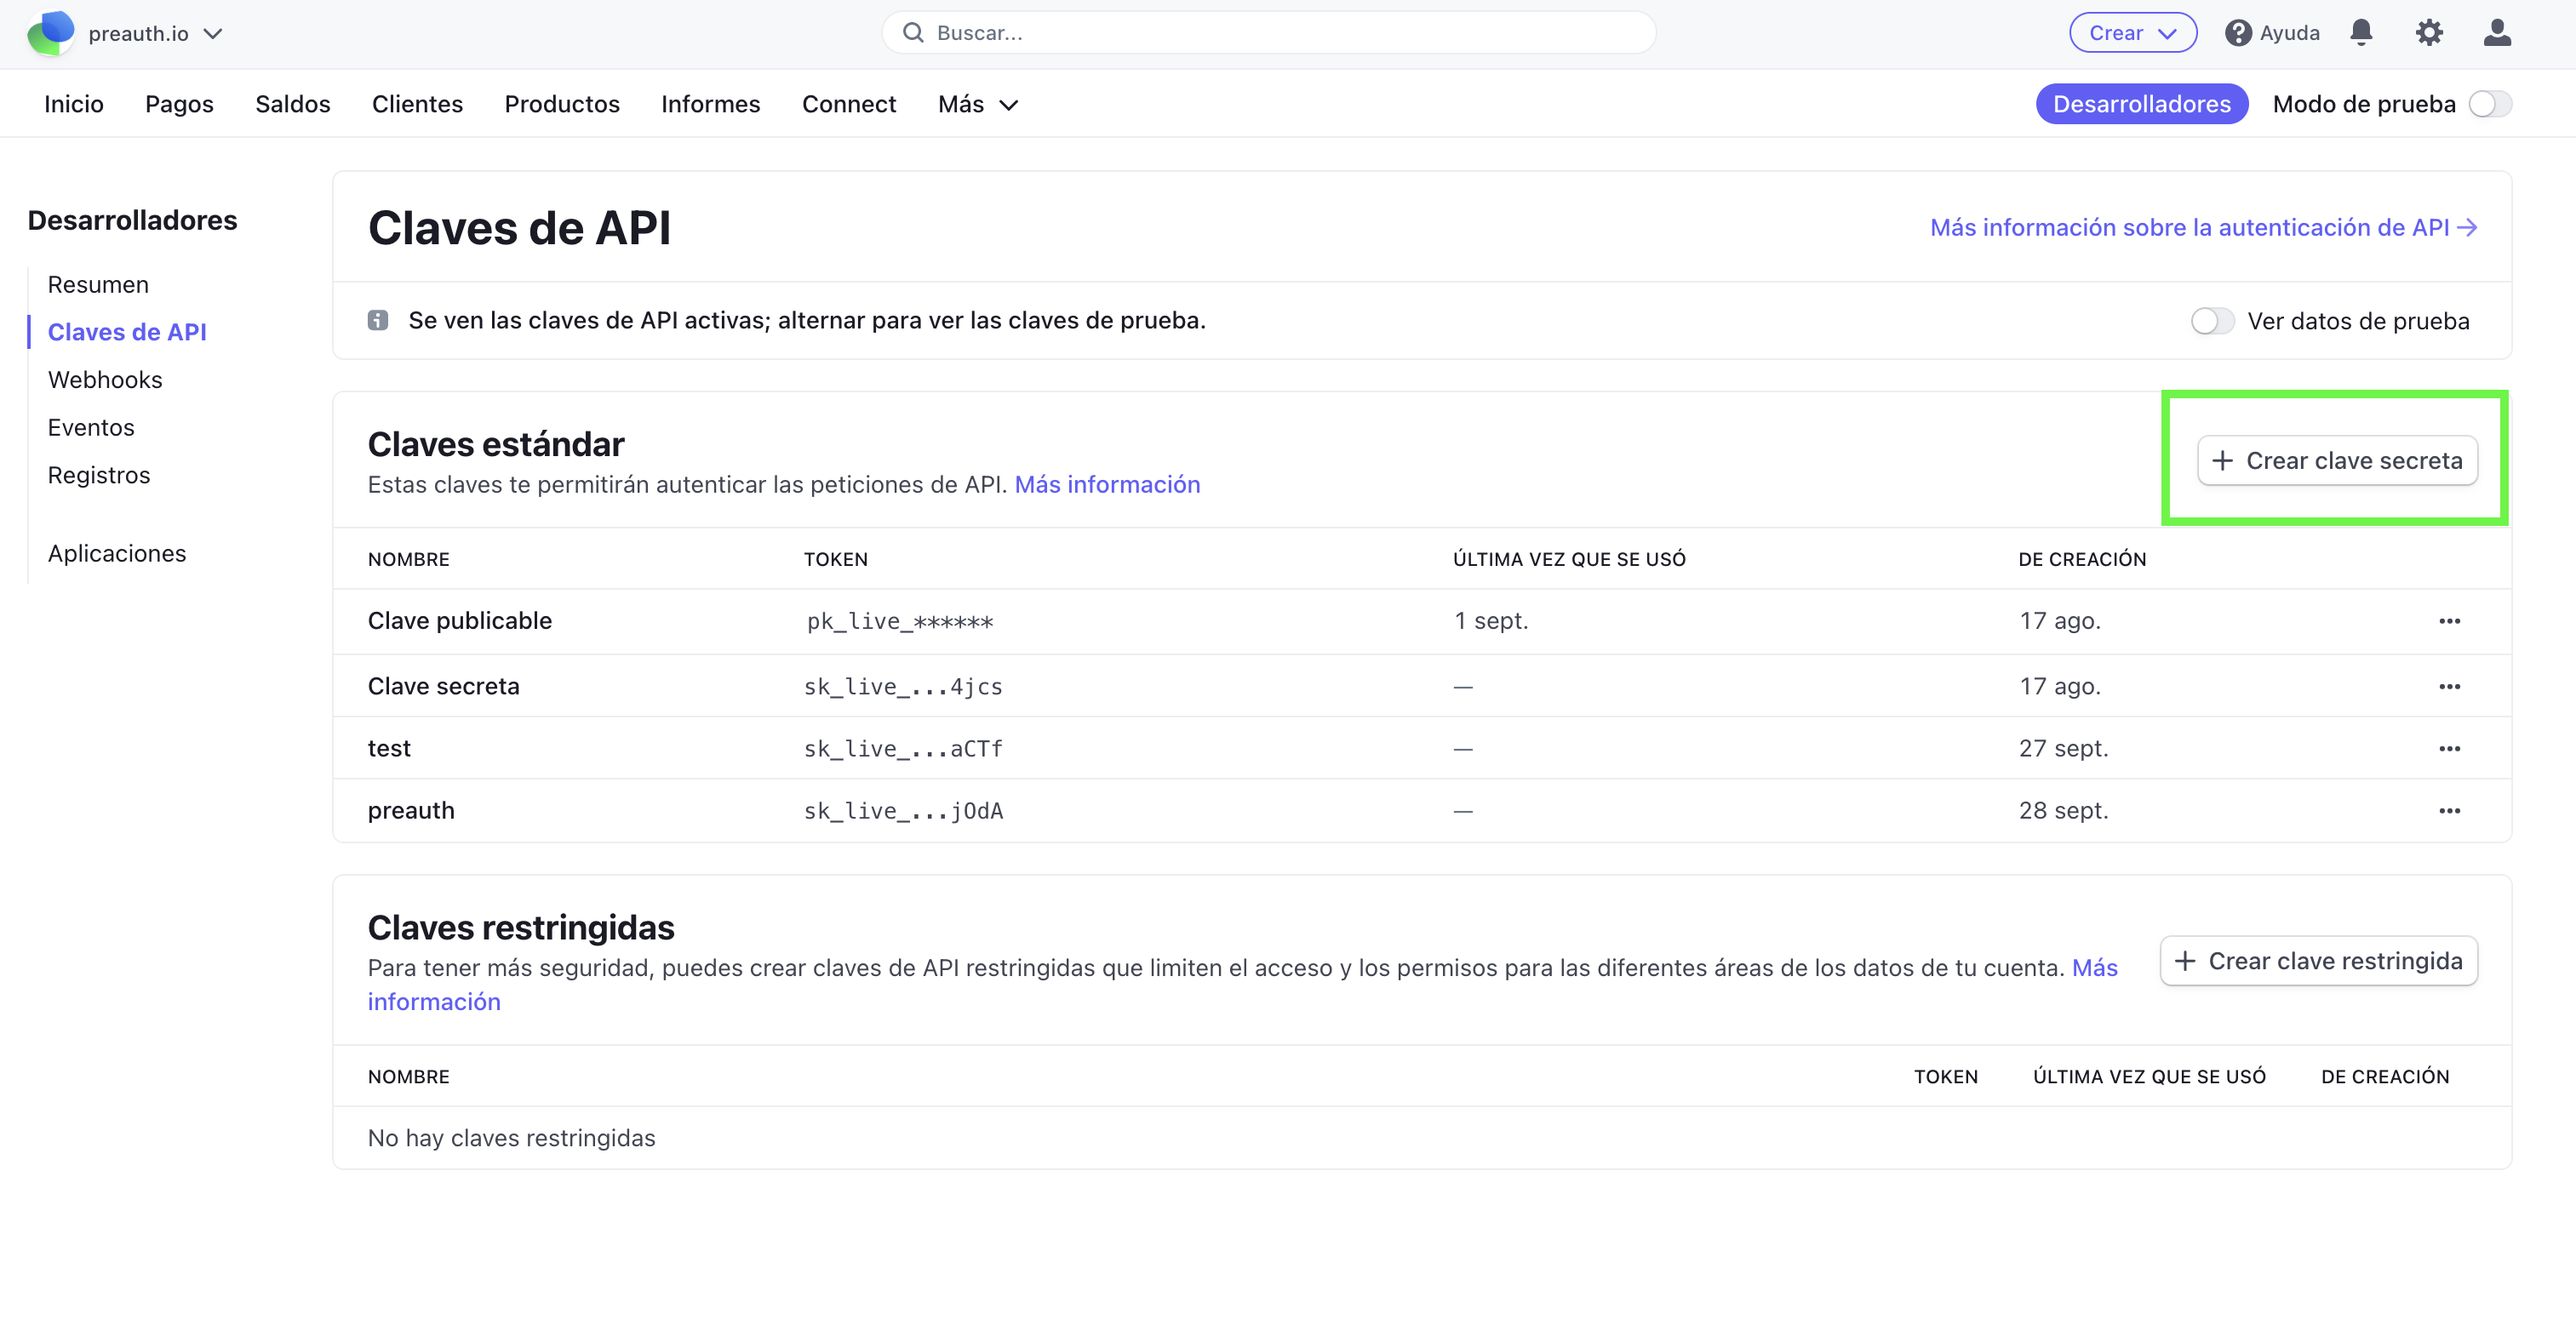 preauth.io
Buscar...
Crear
Ayuda
Inicio Pagos Saldos Clientes Productos Informes Connect Más
Desarrolladores Modo de prueba
Desarrolladores
Resumen
Claves de API
Webhooks
Eventos
Registros
Aplicaciones
Claves de API
Más información sobre la autenticación de API →
Se ven las claves de API activas; alternar para ver las claves de prueba.
Ver datos de prueba
Claves estándar
Estas claves te permitirán autenticar las peticiones de API. Más información
+ Crear clave secreta
NOMBRE TOKEN ÚLTIMA VEZ QUE SE USÓ DE CREACIÓN
Clave publicable pk_live_****** 1 sept. 17 ago. •••
Clave secreta sk_live_...4jcs — 17 ago. •••
test sk_live_...aCTf — 27 sept. •••
preauth sk_live_...jOdA — 28 sept. •••
Claves restringidas
Para tener más seguridad, puedes crear claves de API restringidas que limiten el acceso y los permisos para las diferentes áreas de los datos de tu cuenta. Más
información
+ Crear clave restringida
NOMBRE TOKEN ÚLTIMA VEZ QUE SE USÓ DE CREACIÓN
No hay claves restringidas